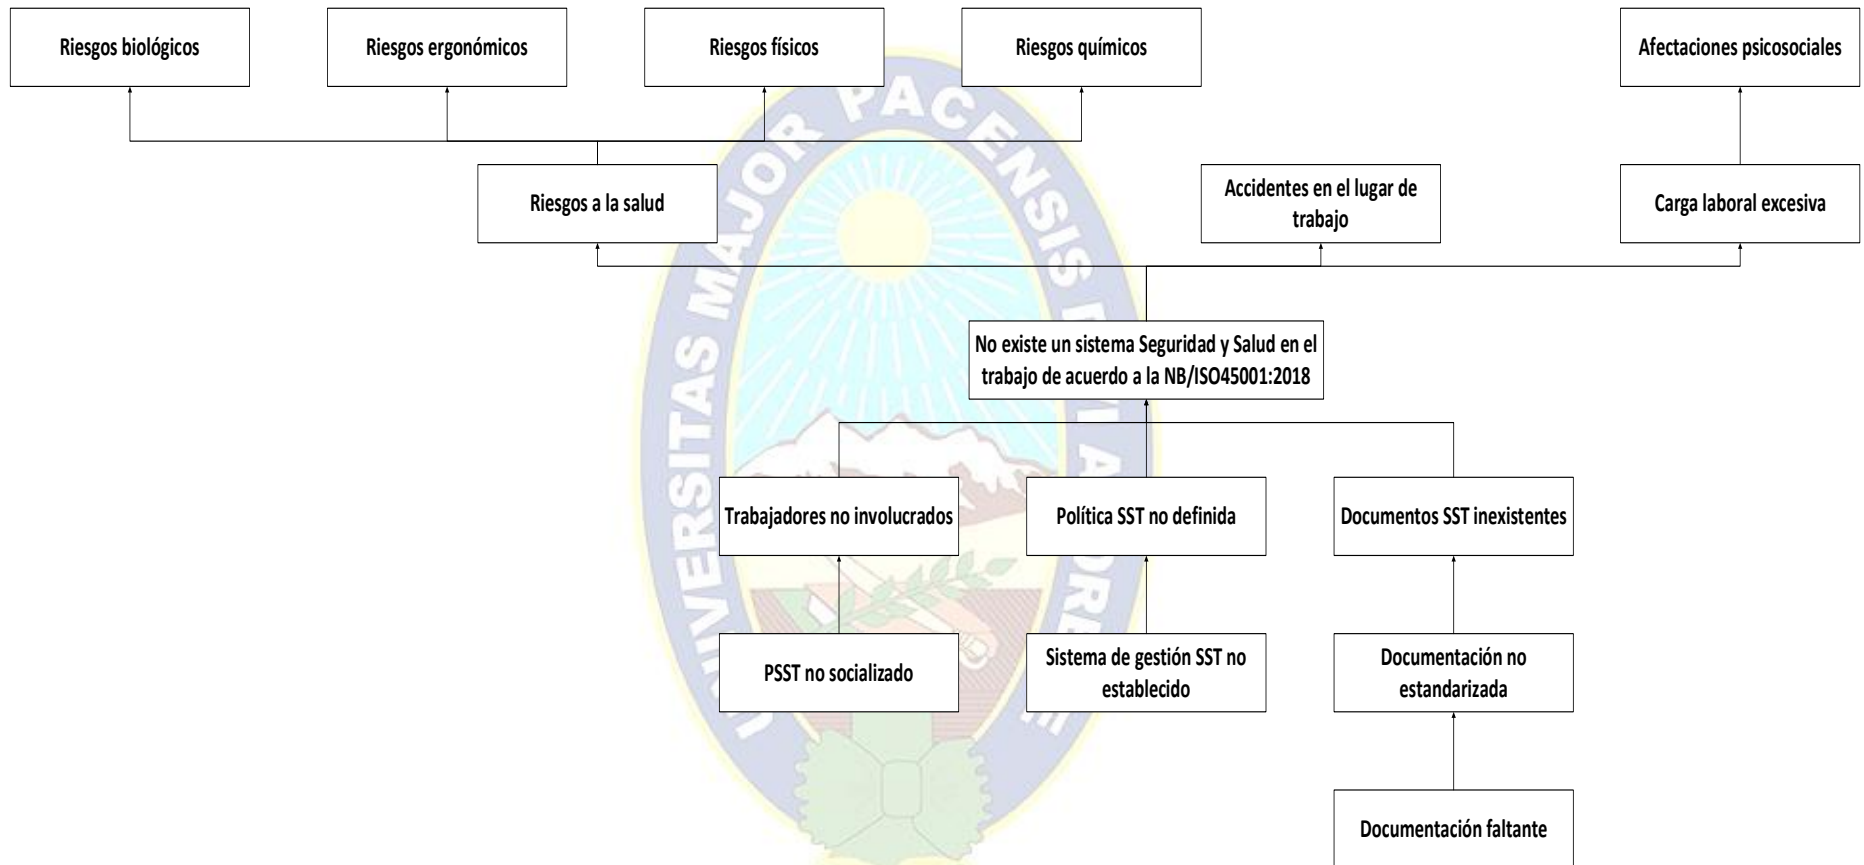 Riesgos biológicos
Riesgos ergonómicos
Riesgos físicos
Riesgos químicos
Afectaciones psicosociales
Riesgos a la salud
Accidentes en el lugar de
trabajo
Carga laboral excesiva
No existe un sistema Seguridad y Salud en el
trabajo de acuerdo a la NB/ISO45001:2018
Trabajadores no involucrados
Política SST no definida
Documentos SST inexistentes
PSST no socializado
Sistema de gestión SST no
establecido
Documentación no
estandarizada
Documentación faltante
UNIVERSITAS MAJOR PACENSIS